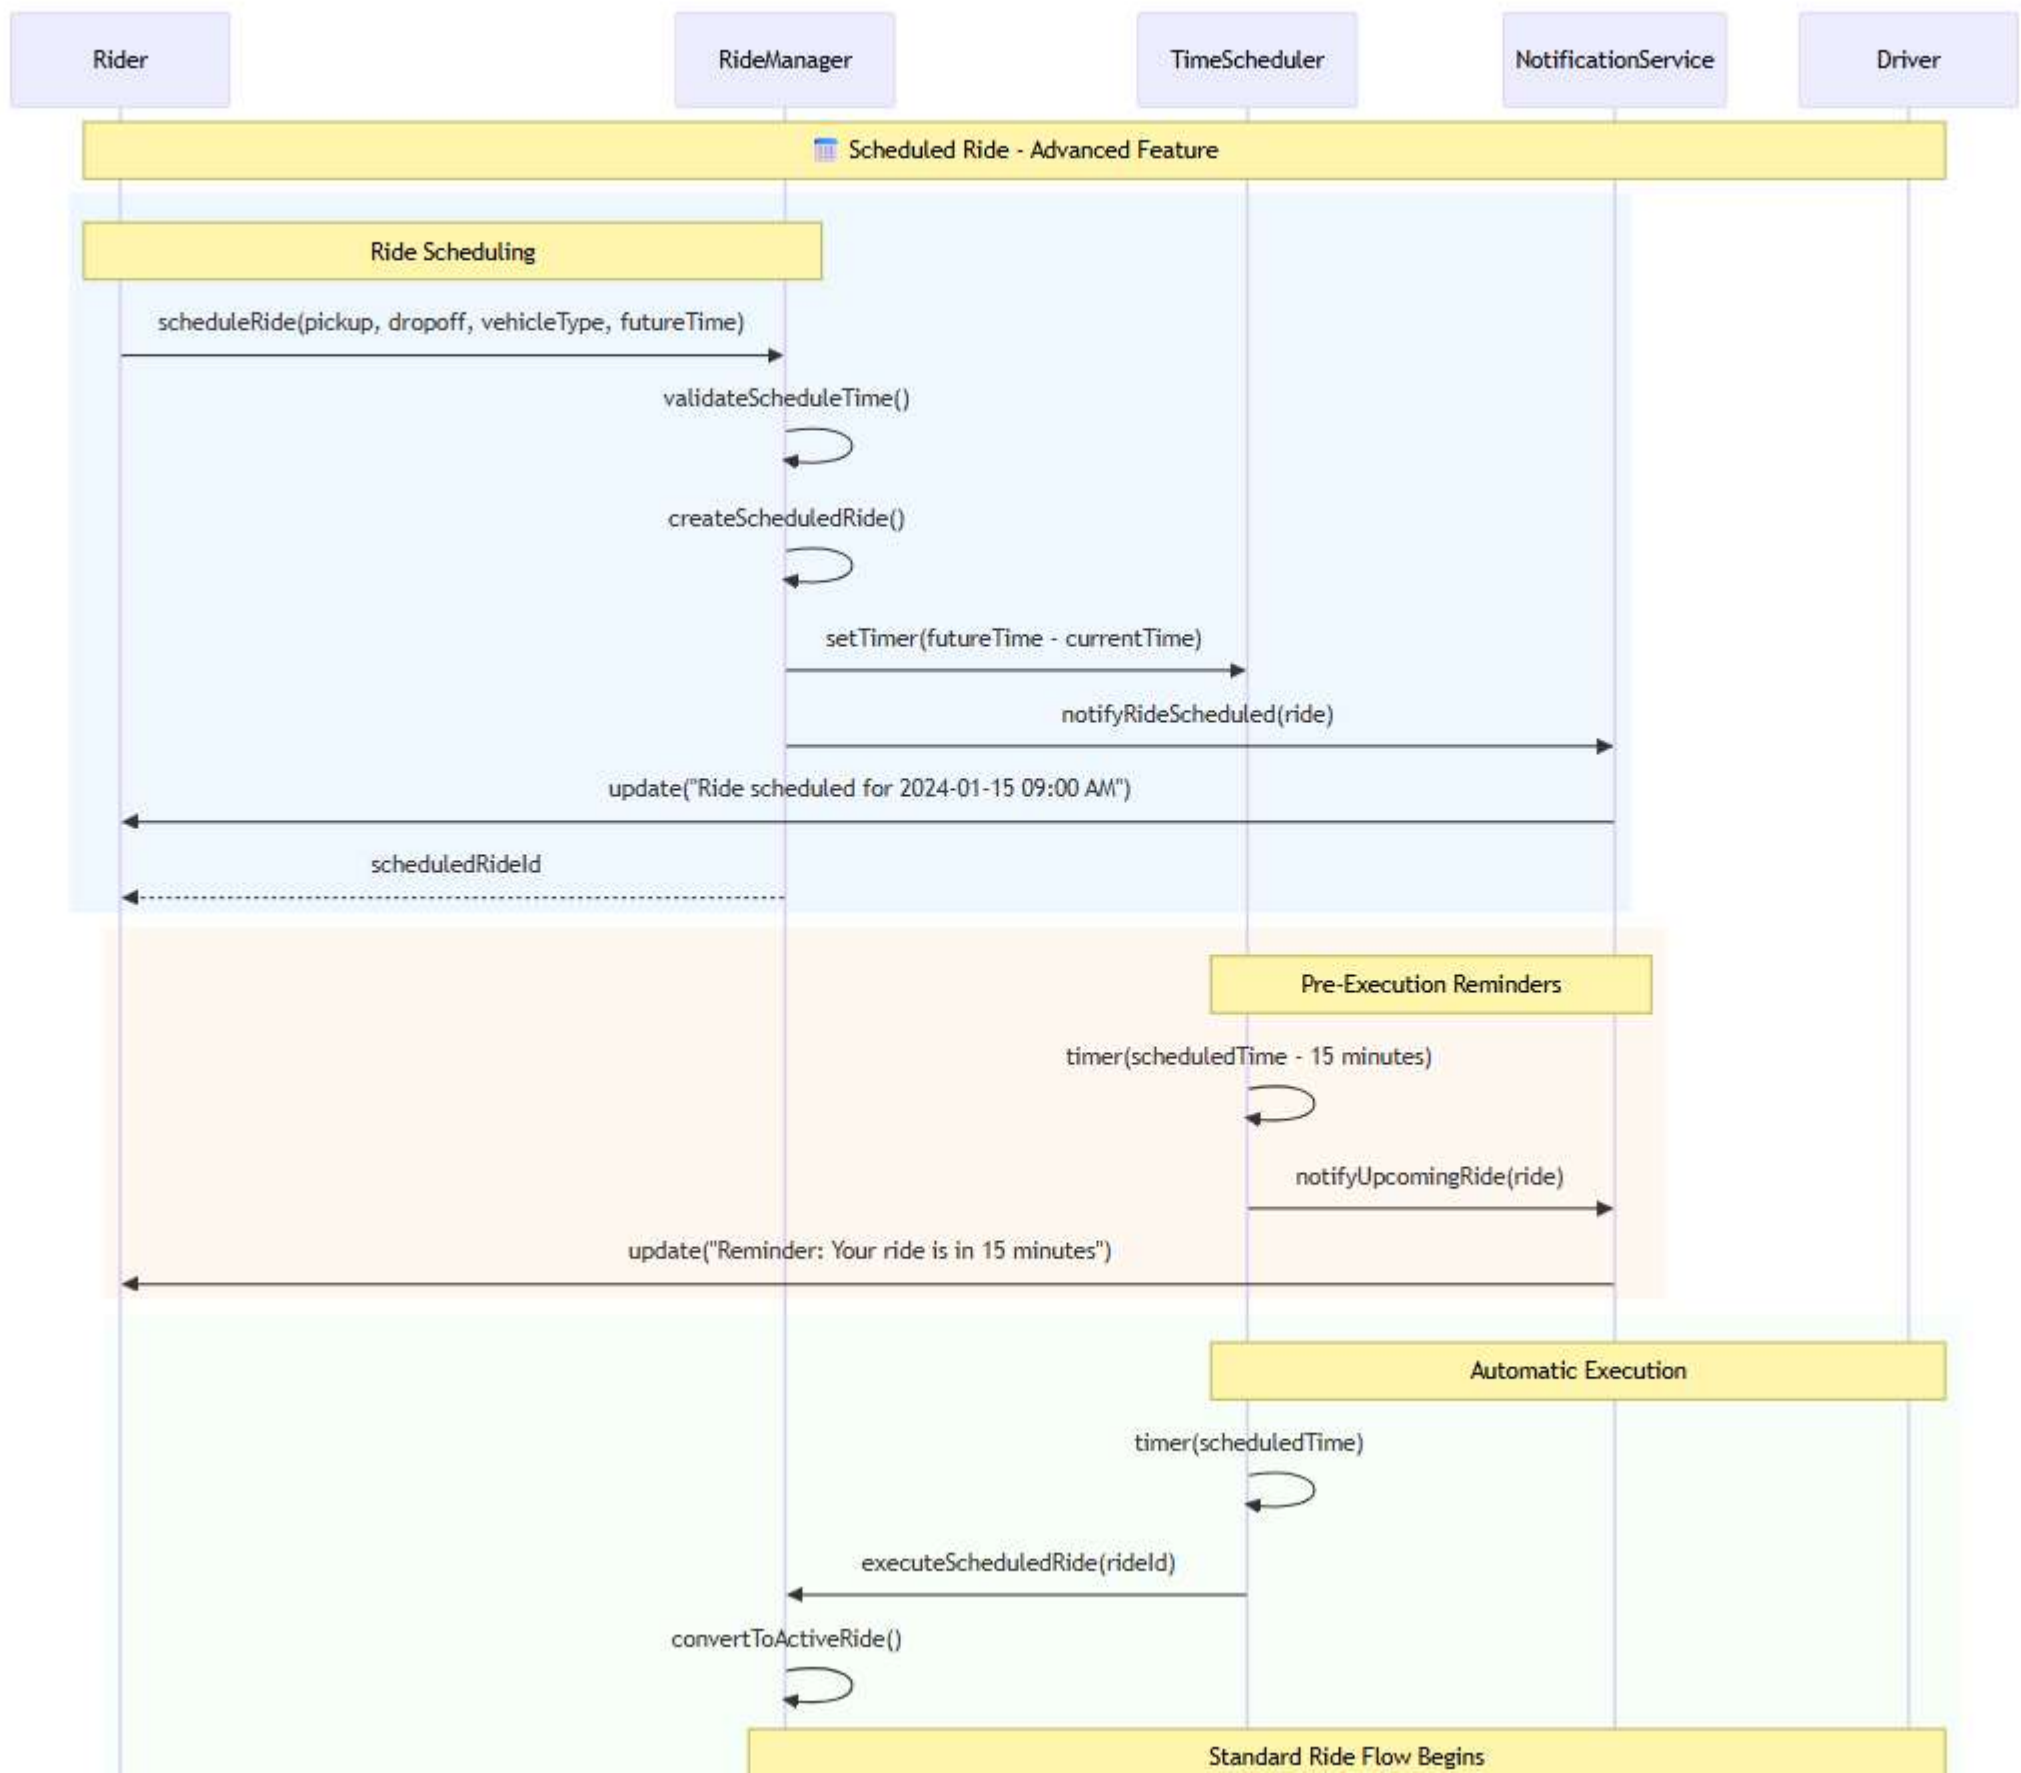 Rider
RideManager
TimeScheduler
NotificationService
Driver
Scheduled Ride - Advanced Feature
Ride Scheduling
scheduleRide(pickup, dropoff, vehicleType, futureTime)
validateScheduleTime()
createScheduledRide()
setTimer(futureTime - currentTime)
notifyRideScheduled(ride)
update("Ride scheduled for 2024-01-15 09:00 AM")
scheduledRideId
Pre-Execution Reminders
timer(scheduledTime - 15 minutes)
notifyUpcomingRide(ride)
update("Reminder: Your ride is in 15 minutes")
Automatic Execution
timer(scheduledTime)
executeScheduledRide(rideId)
convertToActiveRide()
Standard Ride Flow Begins